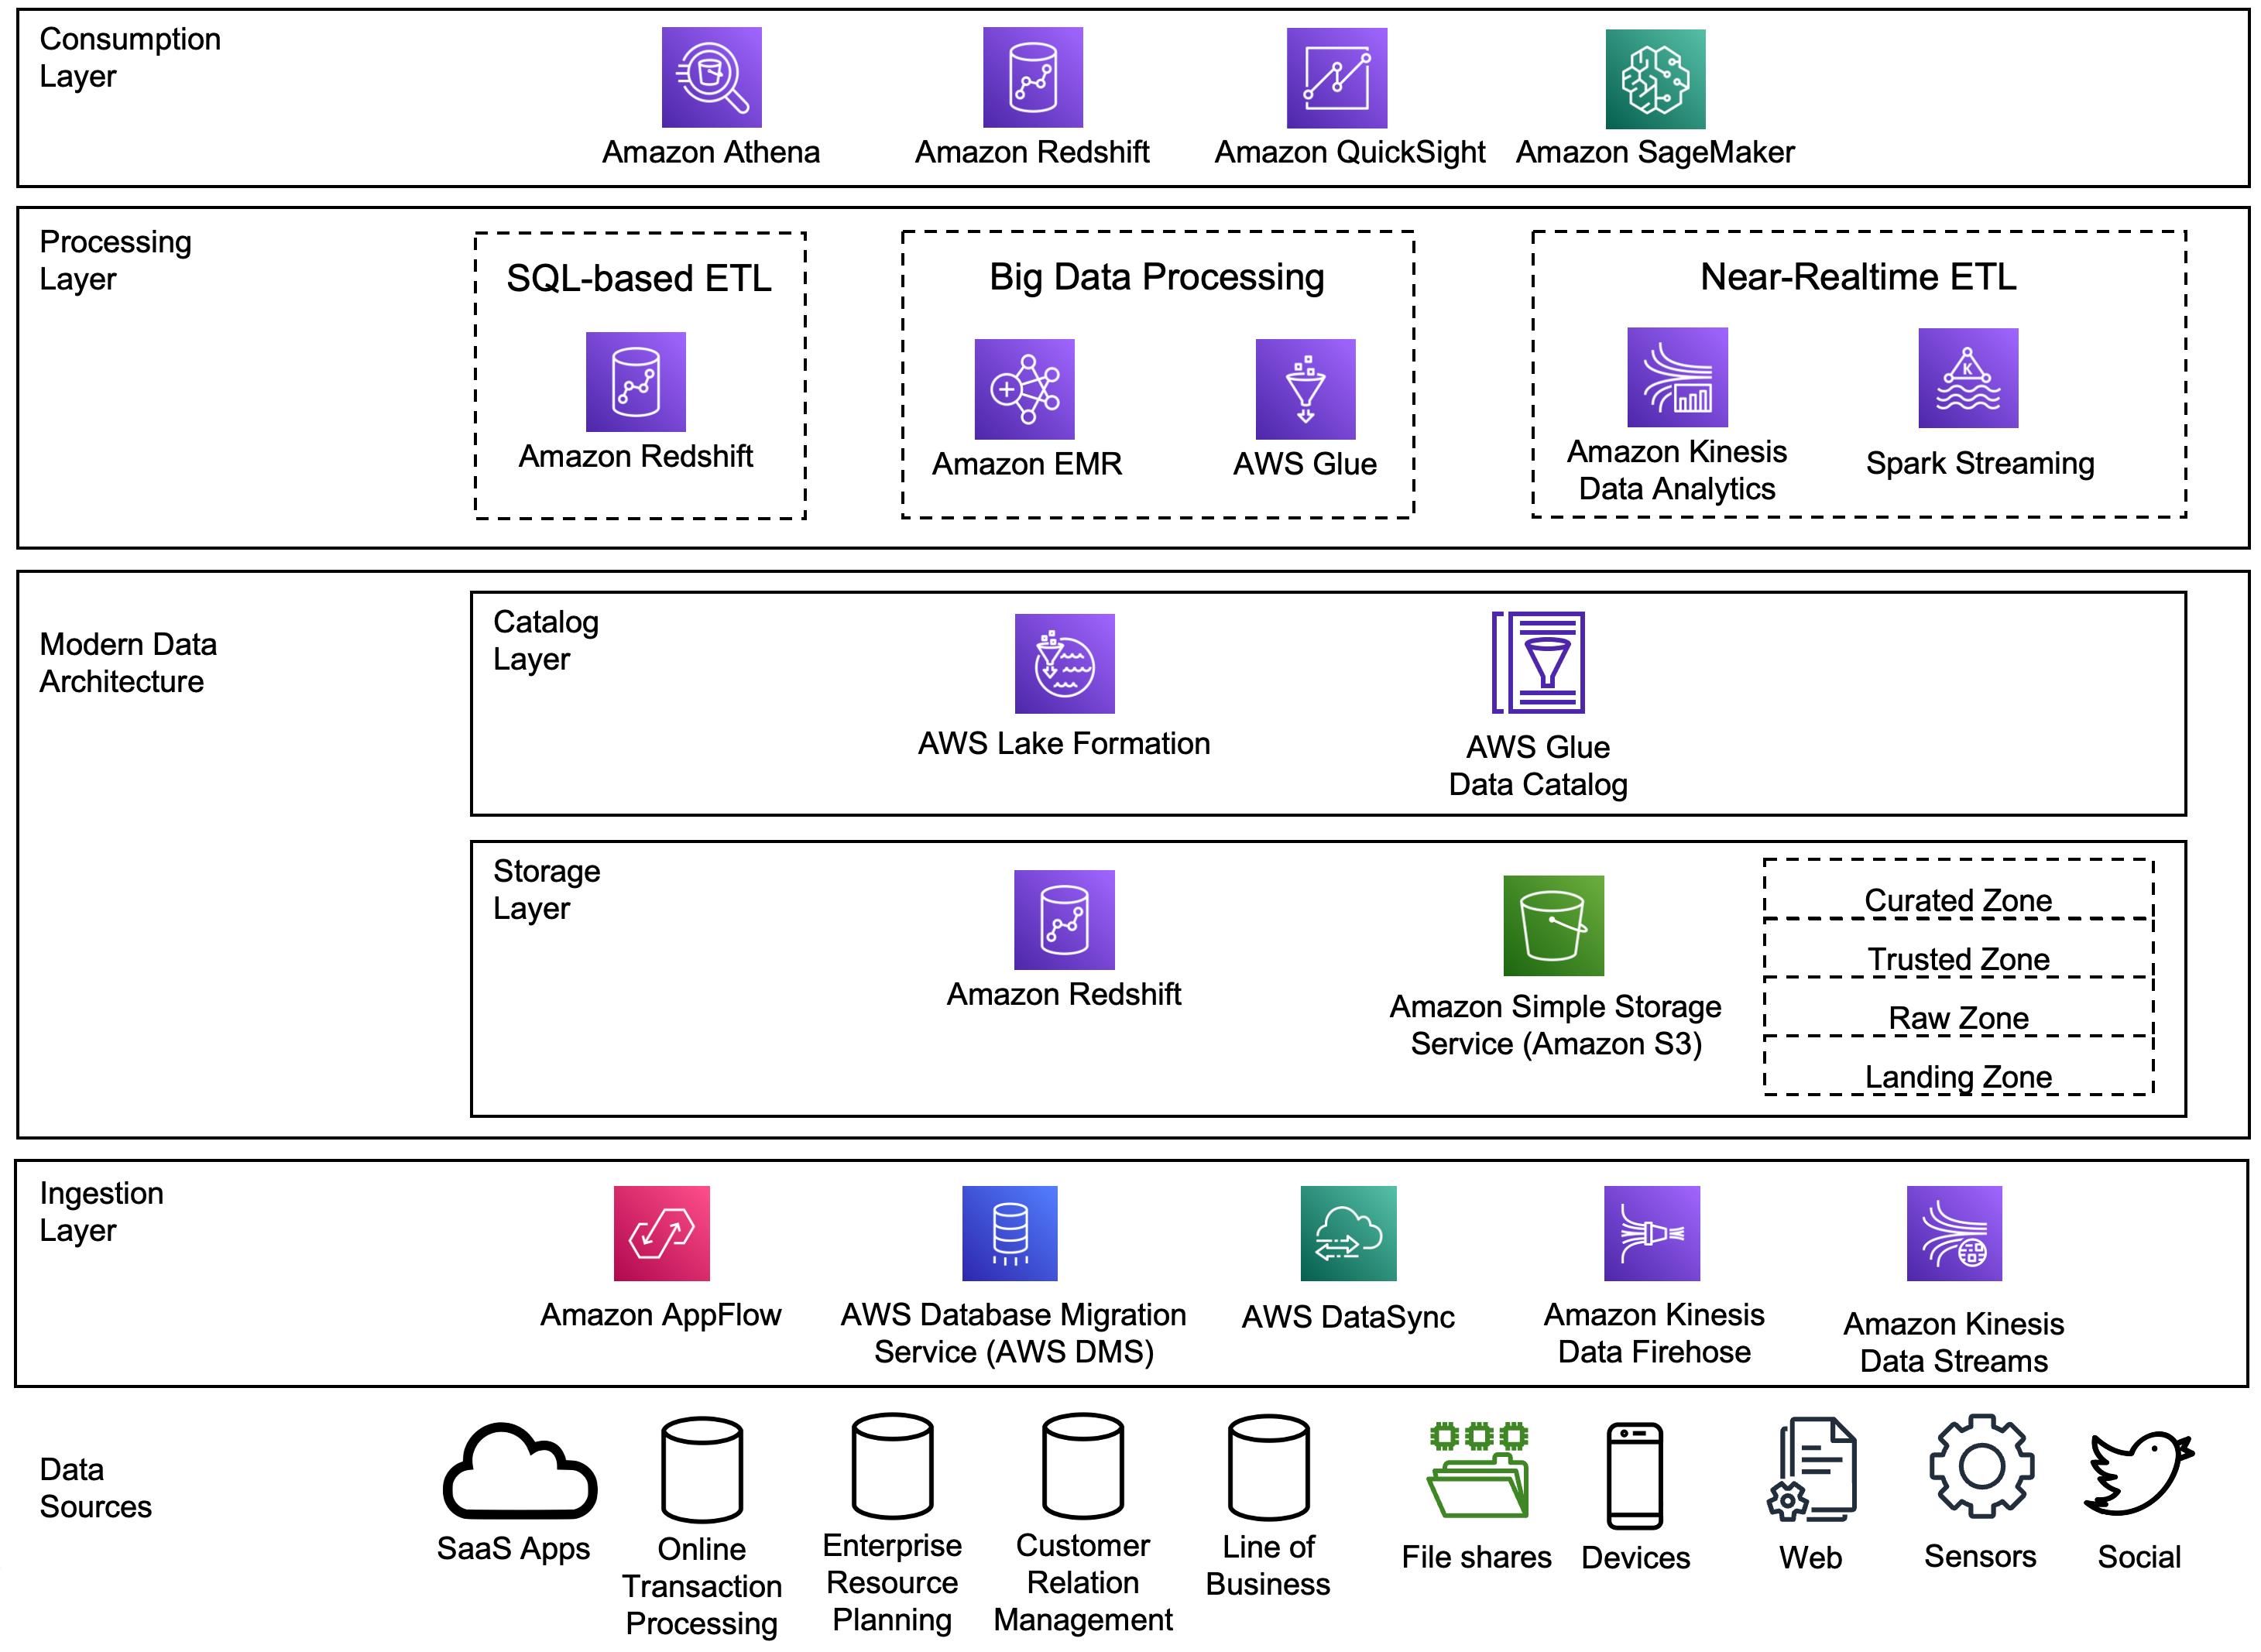 Consumption
Layer
Amazon Athena
Amazon Redshift
Amazon QuickSight
Amazon SageMaker
Processing
Layer
SQL-based ETL
Amazon Redshift
Big Data Processing
Amazon EMR
AWS Glue
Near-Realtime ETL
Amazon Kinesis
Data Analytics
K
Spark Streaming
Modern Data
Architecture
Catalog
Layer
AWS Lake Formation
AWS Glue
Data Catalog
Storage
Layer
Amazon Redshift
Amazon Simple Storage
Service (Amazon S3)
Curated Zone
Trusted Zone
Raw Zone
Landing Zone
Ingestion
Layer
Amazon AppFlow
AWS Database Migration
Service (AWS DMS)
AWS DataSync
Amazon Kinesis
Data Firehose
Amazon Kinesis
Data Streams
Data
Sources
SaaS Apps
Online
Transaction
Processing
Enterprise
Resource
Planning
Customer
Relation
Management
Line of
Business
File shares
Devices
Web
Sensors
Social